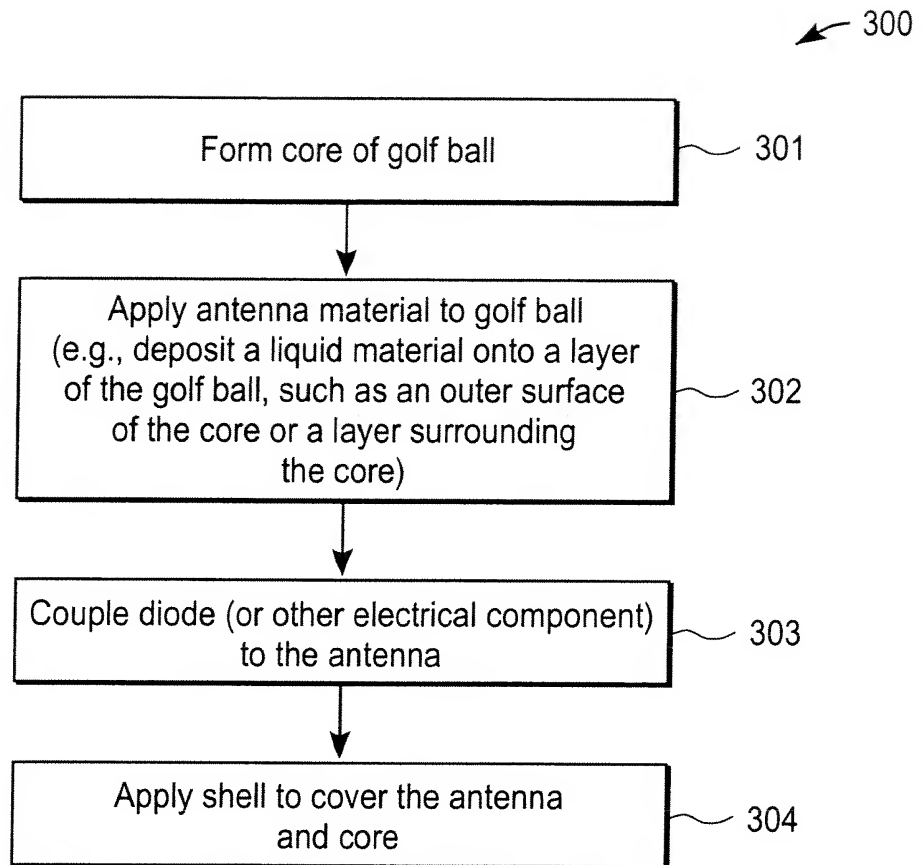 300
Form core of golf ball
301
Apply antenna material to golf ball
(e.g., deposit a liquid material onto a layer
of the golf ball, such as an outer surface
of the core or a layer surrounding
the core)
302
Couple diode (or other electrical component)
to the antenna
303
Apply shell to cover the antenna
and core
304